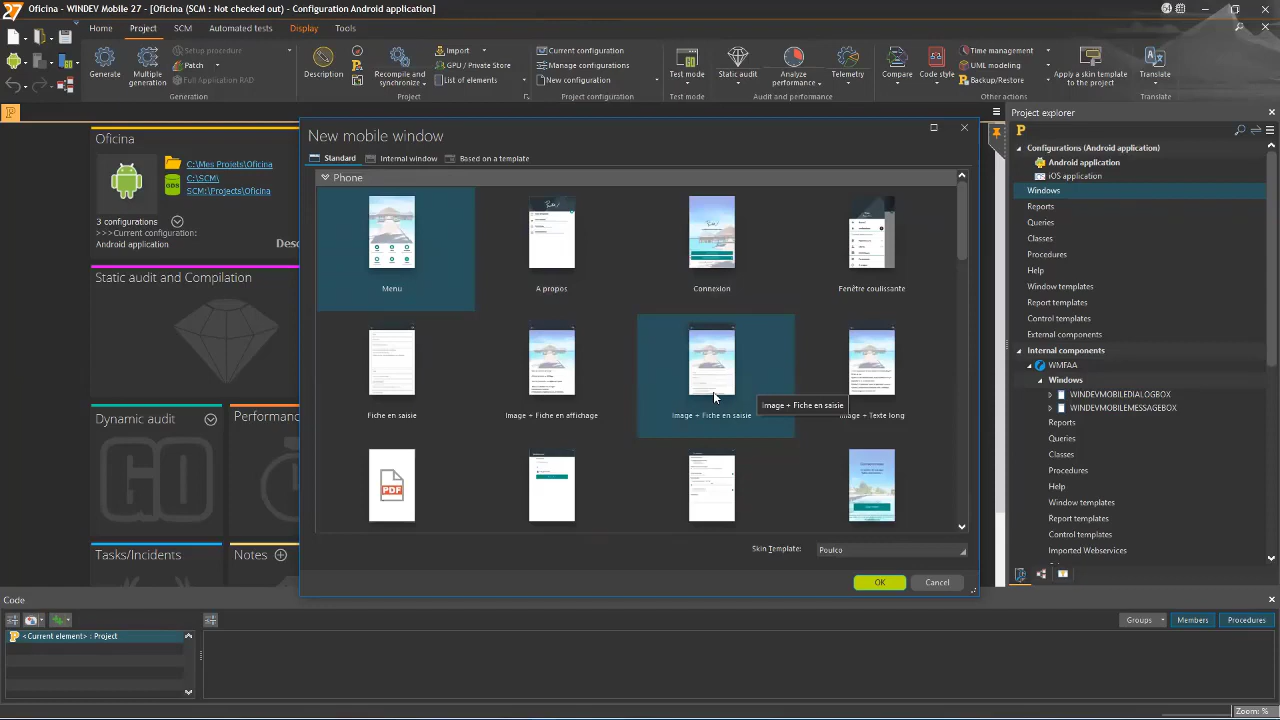 27 Oficina - WINDEV Mobile 27 - Oficina (SCM : Not checked out) - Configuration Android application
Home Project SCM Automated tests Display Tools
Generate
Multiple generation
Setup procedure
Patch
Full Application RAD
Generation
Description
Recompile and synchronize
Import
GPU / Private Store
List of elements
Project
Current configuration
Manage configurations
New configuration
Project configuration
Test mode
Test mode
Static audit
Analyze performance
Telemetry
Audit and performance
Compare
Code style
Time management
UML modeling
Backup/Restore
Apply a skin template to the project
Other actions
Translate
Translate
Oficina
C:\Mes Projets\Oficina
C:\SCM\
SCM:\Projects\Oficina
GDS
3 configurations
>>>Current configuration:
Android application
Desc
Static audit and Compilation
Dynamic audit
Performance
Tasks/Incidents
Notes
New mobile window
Standard Internal window Based on a template
Phone
Menu
A propos
Connexion
Fenêtre coulissante
Fiche en saisie
Image + Fiche en affichage
Image + Fiche en saisie
Image + Texte long
Image + Fiche en saisie
PDF
Skin Template: Poulco
OK Cancel
Project explorer
Configurations (Android application)
Android application
iOS application
Windows
Reports
Queries
Classes
Procedures
Help
Window templates
Report templates
Control templates
External components
Internal components
WMFAA
Windows
WINDEVMOBILEDIALOGBOX
WINDEVMOBILEMESSAGEBOX
Reports
Queries
Classes
Procedures
Help
Window templates
Report templates
Control templates
Imported Webservices
Code
<Current element> : Project
Groups Members Procedures
Zoom: %